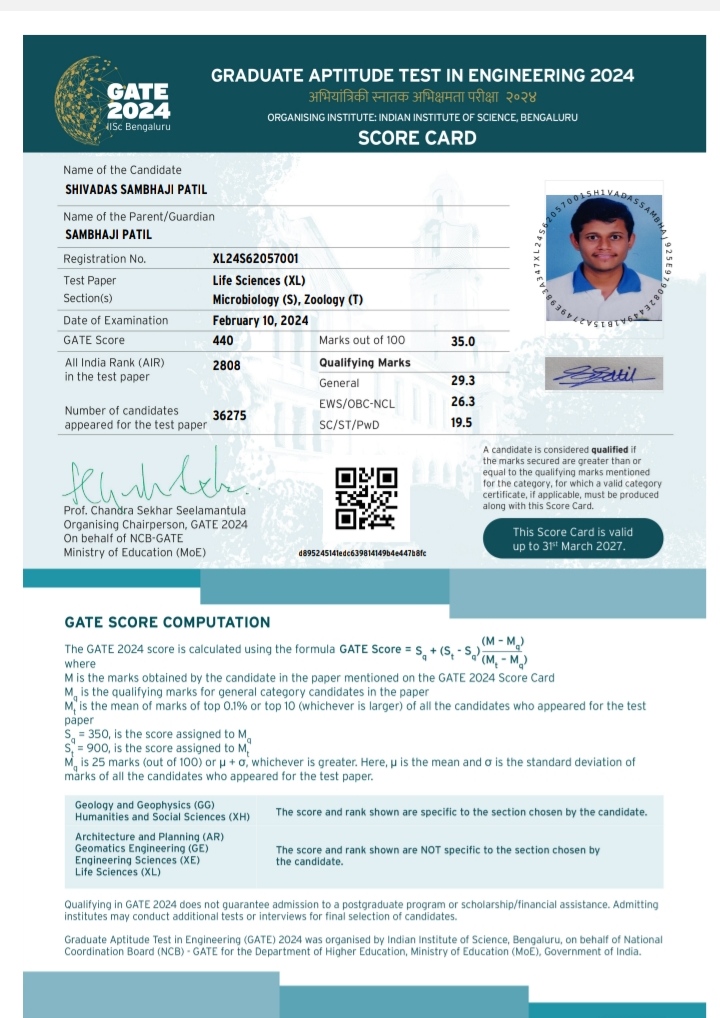 GATE
2024
IISc Bengaluru
GRADUATE APTITUDE TEST IN ENGINEERING 2024
अभियांत्रिकी स्नातक अभिक्षमता परीक्षा २०२४
ORGANISING INSTITUTE: INDIAN INSTITUTE OF SCIENCE, BENGALURU
SCORE CARD
Name of the Candidate
SHIVADAS SAMBHAJI PATIL
Name of the Parent/Guardian
SAMBHAJI PATIL
Registration No. XL24S62057001
Test Paper Life Sciences (XL)
Section(s) Microbiology (S), Zoology (T)
Date of Examination February 10, 2024
GATE Score 440 Marks out of 100 35.0
All India Rank (AIR) in the test paper 2808
Qualifying Marks
General 29.3
EWS/OBC-NCL 26.3
Number of candidates appeared for the test paper 36275
SC/ST/PwD 19.5
Prof. Chandra Sekhar Seelamantula
Organising Chairperson, GATE 2024
On behalf of NCB-GATE
Ministry of Education (MoE)
d895245141edc639814149b4e447b8fc
A candidate is considered qualified if
the marks secured are greater than or
equal to the qualifying marks mentioned
for the category, for which a valid category
certificate, if applicable, must be produced
along with this Score Card.
This Score Card is valid
up to 31st March 2027.
GATE SCORE COMPUTATION
The GATE 2024 score is calculated using the formula GATE Score = Sq + (St - Sq) (M - Mq) / (Mt - Mq)
where
M is the marks obtained by the candidate in the paper mentioned on the GATE 2024 Score Card
Mq is the qualifying marks for general category candidates in the paper
Mt is the mean of marks of top 0.1% or top 10 (whichever is larger) of all the candidates who appeared for the test
paper
Sq = 350, is the score assigned to Mq
St = 900, is the score assigned to Mt
Mq is 25 marks (out of 100) or μ + σ, whichever is greater. Here, μ is the mean and σ is the standard deviation of
marks of all the candidates who appeared for the test paper.
Geology and Geophysics (GG)
Humanities and Social Sciences (XH)
The score and rank shown are specific to the section chosen by the candidate.
Architecture and Planning (AR)
Geomatics Engineering (GE)
Engineering Sciences (XE)
Life Sciences (XL)
The score and rank shown are NOT specific to the section chosen by
the candidate.
Qualifying in GATE 2024 does not guarantee admission to a postgraduate program or scholarship/financial assistance. Admitting
institutes may conduct additional tests or interviews for final selection of candidates.
Graduate Aptitude Test in Engineering (GATE) 2024 was organised by Indian Institute of Science, Bengaluru, on behalf of National
Coordination Board (NCB) - GATE for the Department of Higher Education, Ministry of Education (MoE), Government of India.